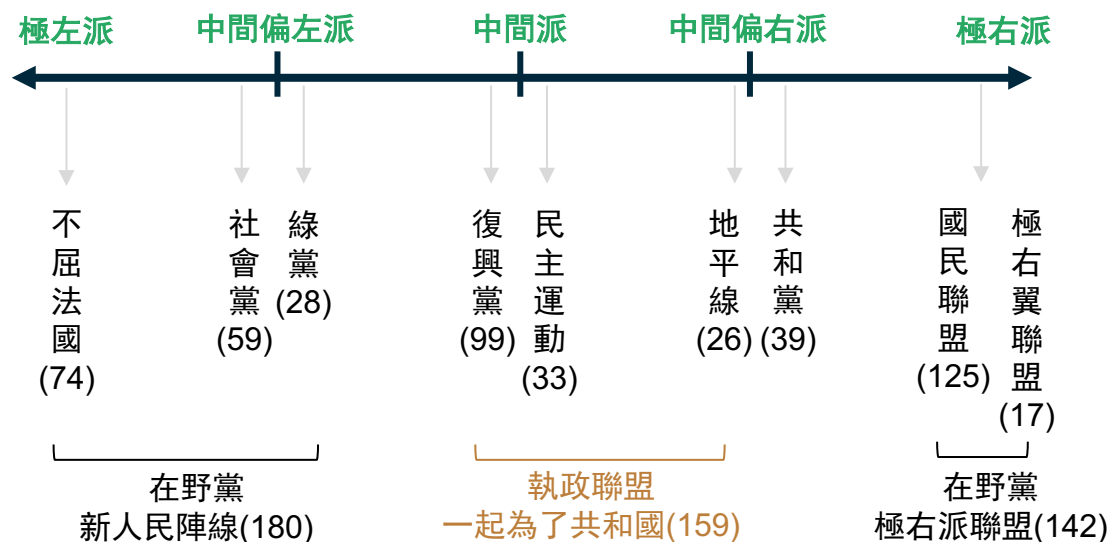 極左派
中間偏左派
中間派
中間偏右派
極右派
不屈法國
(74)
社會黨
(59)
綠黨
(28)
復興黨
(99)
民主運動
(33)
地平線
(26)
共和黨
(39)
國民聯盟
(125)
極右翼聯盟
(17)
在野黨
新人民陣線(180)
執政聯盟
一起為了共和國(159)
在野黨
極右派聯盟(142)